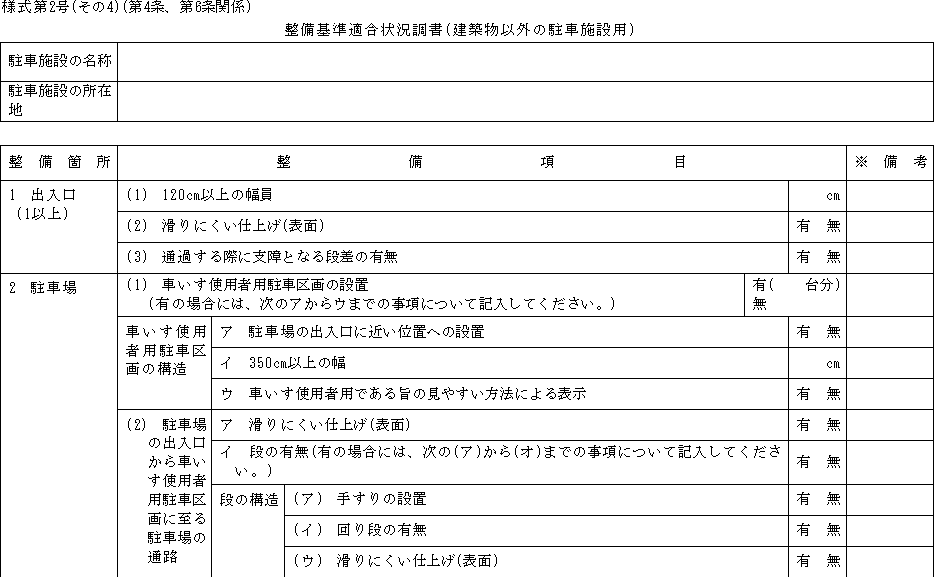 様式第2号(その4)(第4条、第6条関係)
整備基準適合状況調書(建築物以外の駐車施設用)
駐車施設の名称
駐車施設の所在
地
整 備 箇 所 整 備 項 目 ※ 備 考
1 出入口
(1以上)
(1) 120cm以上の幅員 cm
(2) 滑りにくい仕上げ(表面) 有 無
(3) 通過する際に支障となる段差の有無 有 無
2 駐車場
(1) 車いす使用者用駐車区画の設置
(有の場合には、次のアからウまでの事項について記入してください。)
有( 台分)
無
車いす使用
者用駐車区
画の構造
ア 駐車場の出入口に近い位置への設置 有 無
イ 350cm以上の幅 cm
ウ 車いす使用者用である旨の見やすい方法による表示 有 無
(2) 駐車場
の出入口
から車い
す使用者
用駐車区
画に至る
駐車場の
通路
ア 滑りにくい仕上げ(表面) 有 無
イ 段の有無(有の場合には、次の(ア)から(オ)までの事項について記入してくださ
い。)
有 無
段の構造
(ア) 手すりの設置 有 無
(イ) 回り段の有無 有 無
(ウ) 滑りにくい仕上げ(表面) 有 無